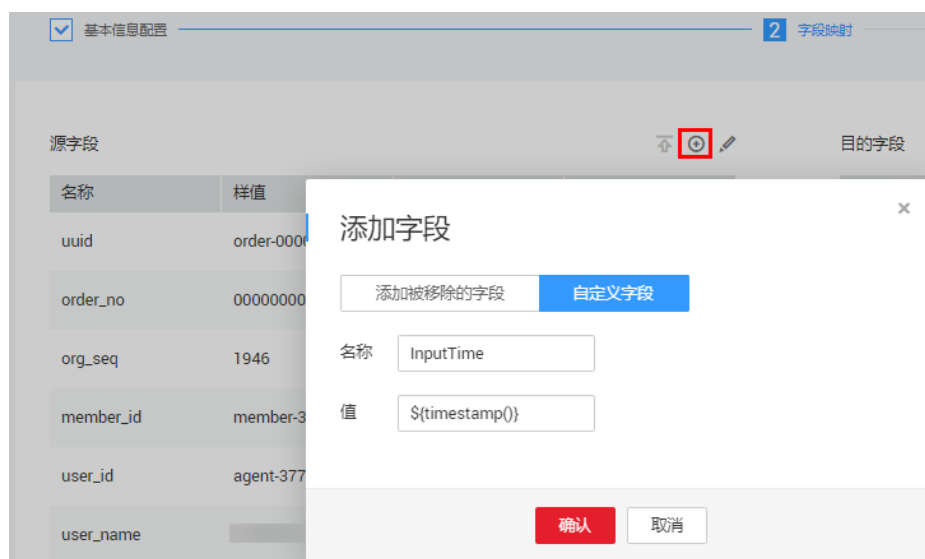 基本信息配置
2 字段映射
源字段
目的字段
名称 样值
uuid order-000
order_no 00000000
org_seq 1946
member_id member-3
user_id agent-377
user_name
添加字段
×
添加被移除的字段 自定义字段
名称 InputTime
值 ${timestamp()}
确认 取消